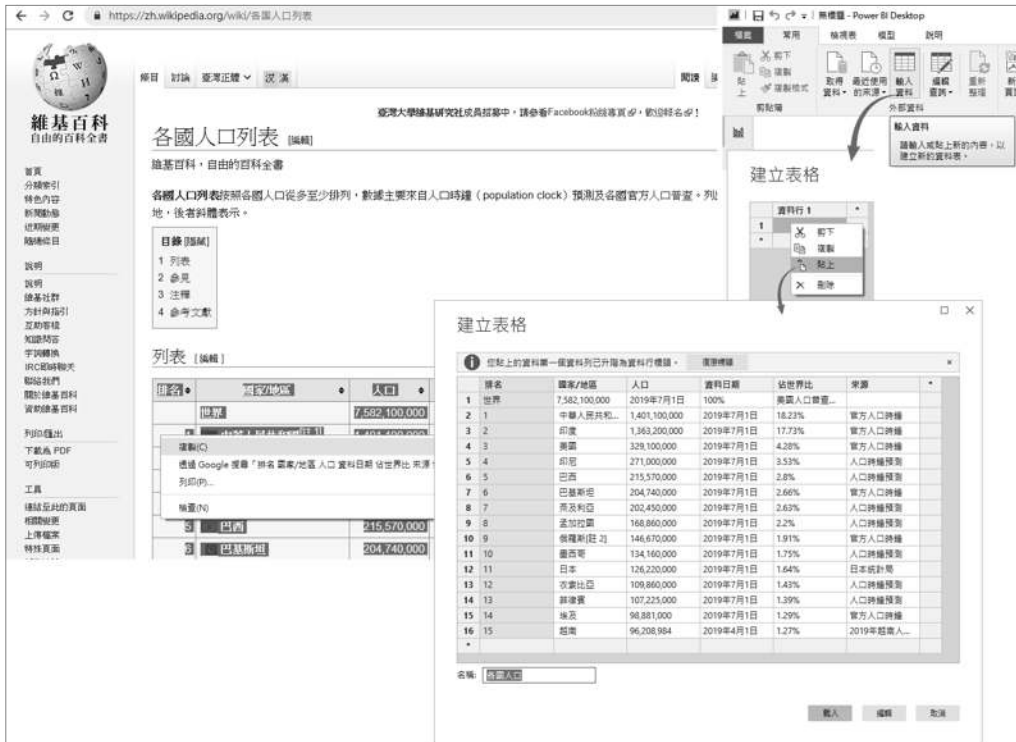 https://zh.wikipedia.org/wiki/各國人口列表
維基百科
自由的百科全書
首頁
分類索引
特色內容
新聞動態
近期變更
隨機條目
說明
說明
維基社群
方針與指引
互助客棧
知識問答
字詞轉換
IRC即時聊天
聯絡我們
關於維基百科
資助維基百科
列印/匯出
下載為 PDF
可列印版
工具
連結至此的頁面
相關變更
上傳檔案
特殊頁面
條目 討論 臺灣正體 汉 漢
閱讀
臺灣大學維基研究社成員招募中,請參看Facebook粉絲專頁,歡迎報名!
各國人口列表 [編輯]
維基百科,自由的百科全書
各國人口列表按照各國人口從多至少排列,數據主要來自人口時鐘(population clock)預測及各國官方人口普查。列
地,後者斜體表示。
目錄 [隱藏]
1 列表
2 參見
3 注釋
4 參考文獻
列表 [編輯]
排名 國家/地區 人口
世界 7,582,100,000
複製(C)
透過 Google 搜尋「排名 國家/地區 人口 資料日期 佔世界比 來源
列印(P)...
檢查(N)
5 巴西 215,570,000
6 巴基斯坦 204,740,000
無標題 - Power BI Desktop
檔案 常用 檢視表 模型 說明
貼上
剪下
複製
複製格式
剪貼簿
取得資料
最近使用的來源
輸入資料
編輯查詢
重新整理
外部資料
輸入資料
請輸入或貼上新的內容,以
建立新的資料表。
建立表格
資料行 1
1
剪下
複製
貼上
刪除
建立表格
您貼上的資料第一個資料列已升階為資料行標頭。 復原標頭
排名 國家/地區 人口 資料日期 佔世界比 來源
1 世界 7,582,100,000 2019年7月1日 100% 美國人口普查...
2 1 中華人民共和... 1,401,100,000 2019年7月1日 18.23% 官方人口時鐘
3 2 印度 1,363,200,000 2019年7月1日 17.73% 官方人口時鐘
4 3 美國 329,100,000 2019年7月1日 4.28% 官方人口時鐘
5 4 印尼 271,000,000 2019年7月1日 3.53% 人口時鐘預測
6 5 巴西 215,570,000 2019年7月1日 2.8% 人口時鐘預測
7 6 巴基斯坦 204,740,000 2019年7月1日 2.66% 官方人口時鐘
8 7 奈及利亞 202,450,000 2019年7月1日 2.63% 人口時鐘預測
9 8 孟加拉國 168,860,000 2019年7月1日 2.2% 人口時鐘預測
10 9 俄羅斯[註 2] 146,670,000 2019年7月1日 1.91% 官方人口時鐘
11 10 墨西哥 134,160,000 2019年7月1日 1.75% 人口時鐘預測
12 11 日本 126,220,000 2019年7月1日 1.64% 日本統計局
13 12 衣索比亞 109,860,000 2019年7月1日 1.43% 人口時鐘預測
14 13 菲律賓 107,225,000 2019年7月1日 1.39% 人口時鐘預測
15 14 埃及 98,881,000 2019年7月1日 1.29% 官方人口時鐘
16 15 越南 96,208,984 2019年4月1日 1.27% 2019年越南人...
名稱: 各國人口
載入 編輯 取消